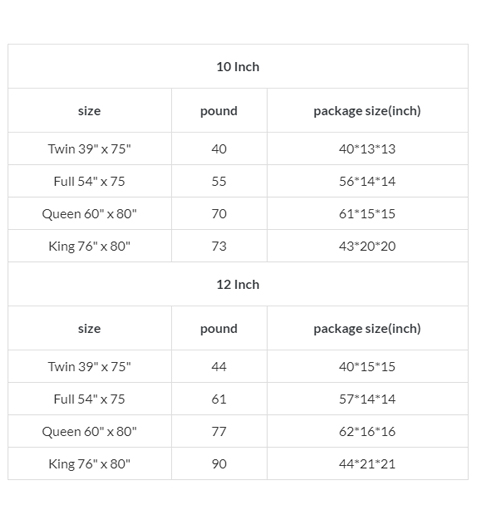 10 Inch
size pound package size(inch)
Twin 39" x 75" 40 40*13*13
Full 54" x 75 55 56*14*14
Queen 60" x 80" 70 61*15*15
King 76" x 80" 73 43*20*20
12 Inch
size pound package size(inch)
Twin 39" x 75" 44 40*15*15
Full 54" x 75 61 57*14*14
Queen 60" x 80" 77 62*16*16
King 76" x 80" 90 44*21*21